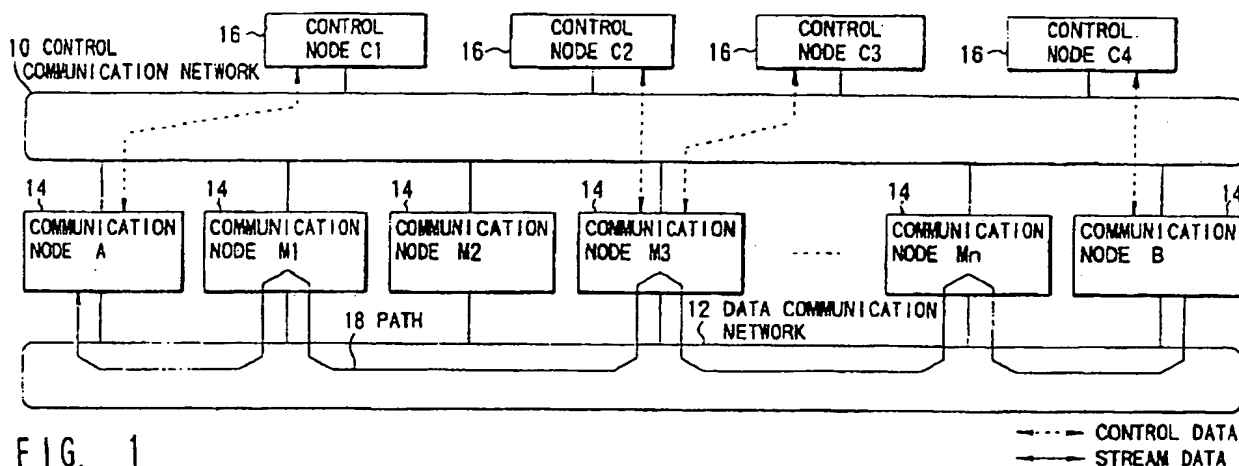 10 CONTROL
COMMUNICATION NETWORK
16
CONTROL
NODE C1
16
CONTROL
NODE C2
16
CONTROL
NODE C3
16
CONTROL
NODE C4
14
COMMUNICATION
NODE A
14
COMMUNICATION
NODE M1
14
COMMUNICATION
NODE M2
14
COMMUNICATION
NODE M3
.....
14
COMMUNICATION
NODE Mn
14
COMMUNICATION
NODE B
18 PATH
12 DATA COMMUNICATION
NETWORK
FIG. 1
CONTROL DATA
STREAM DATA